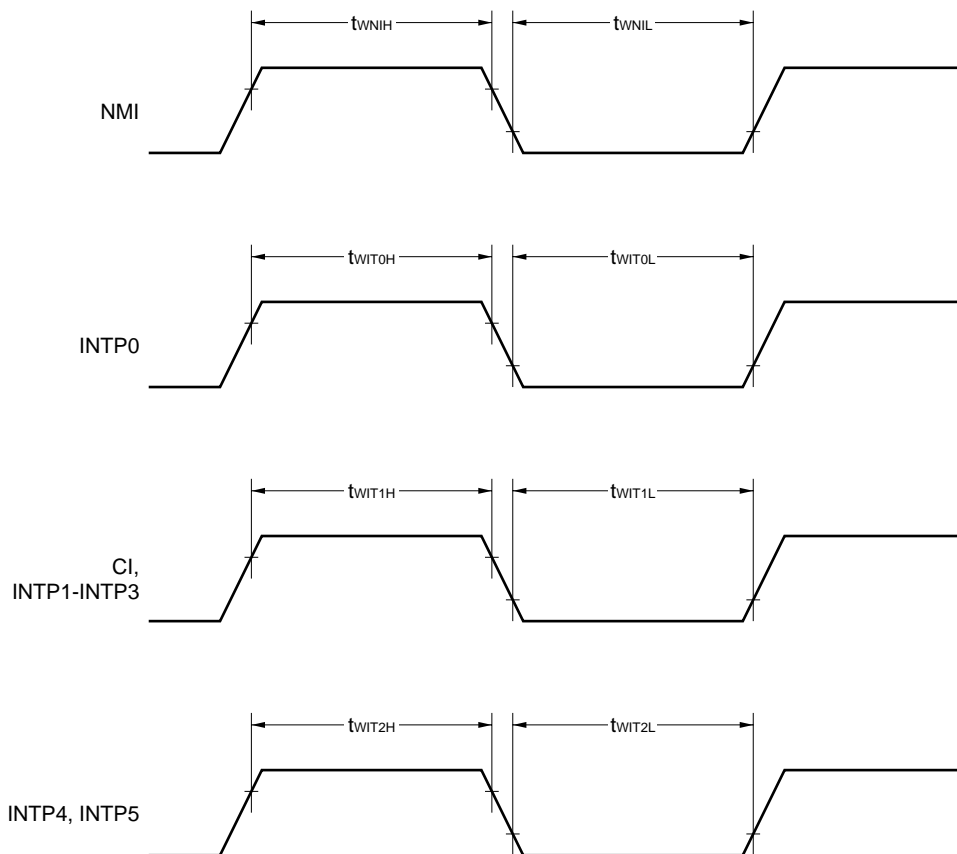 tWNIH
tWNIL
NMI
tWIT0H
tWIT0L
INTP0
tWIT1H
tWIT1L
CI,
INTP1-INTP3
tWIT2H
tWIT2L
INTP4, INTP5